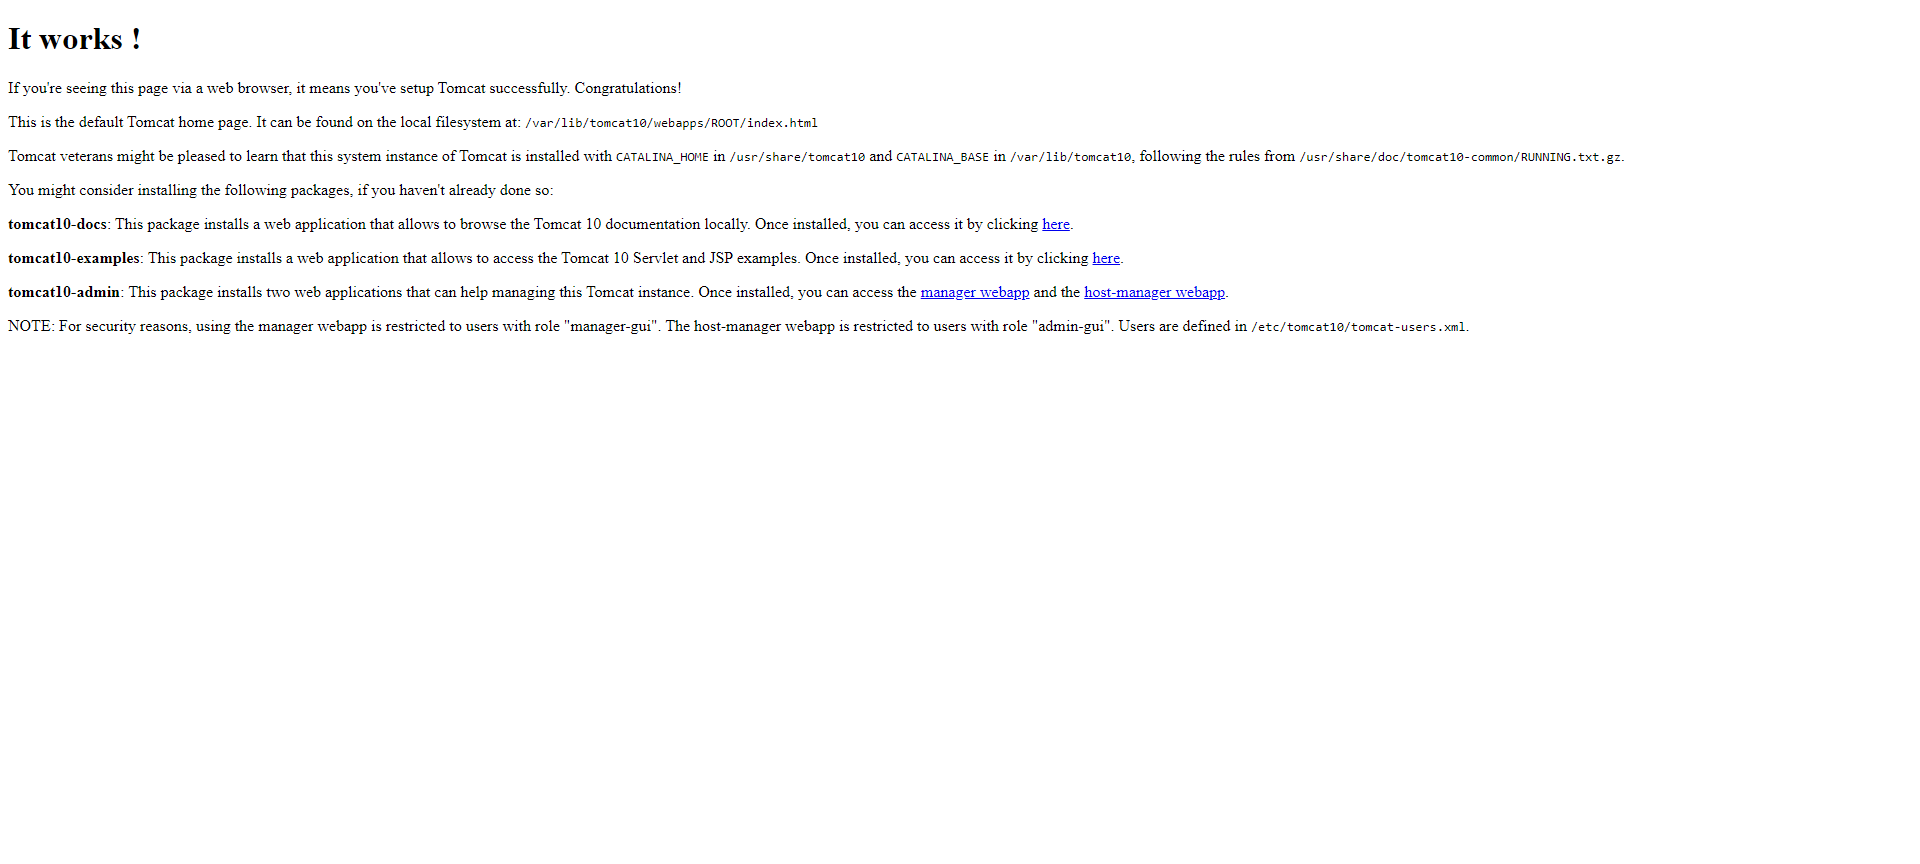 It works !
If you're seeing this page via a web browser, it means you've setup Tomcat successfully. Congratulations!
This is the default Tomcat home page. It can be found on the local filesystem at: /var/lib/tomcat10/webapps/ROOT/index.html
Tomcat veterans might be pleased to learn that this system instance of Tomcat is installed with CATALINA_HOME in /usr/share/tomcat10 and CATALINA_BASE in /var/lib/tomcat10, following the rules from /usr/share/doc/tomcat10-common/RUNNING.txt.gz.
You might consider installing the following packages, if you haven't already done so:
tomcat10-docs: This package installs a web application that allows to browse the Tomcat 10 documentation locally. Once installed, you can access it by clicking here.
tomcat10-examples: This package installs a web application that allows to access the Tomcat 10 Servlet and JSP examples. Once installed, you can access it by clicking here.
tomcat10-admin: This package installs two web applications that can help managing this Tomcat instance. Once installed, you can access the manager webapp and the host-manager webapp.
NOTE: For security reasons, using the manager webapp is restricted to users with role "manager-gui". The host-manager webapp is restricted to users with role "admin-gui". Users are defined in /etc/tomcat10/tomcat-users.xml.